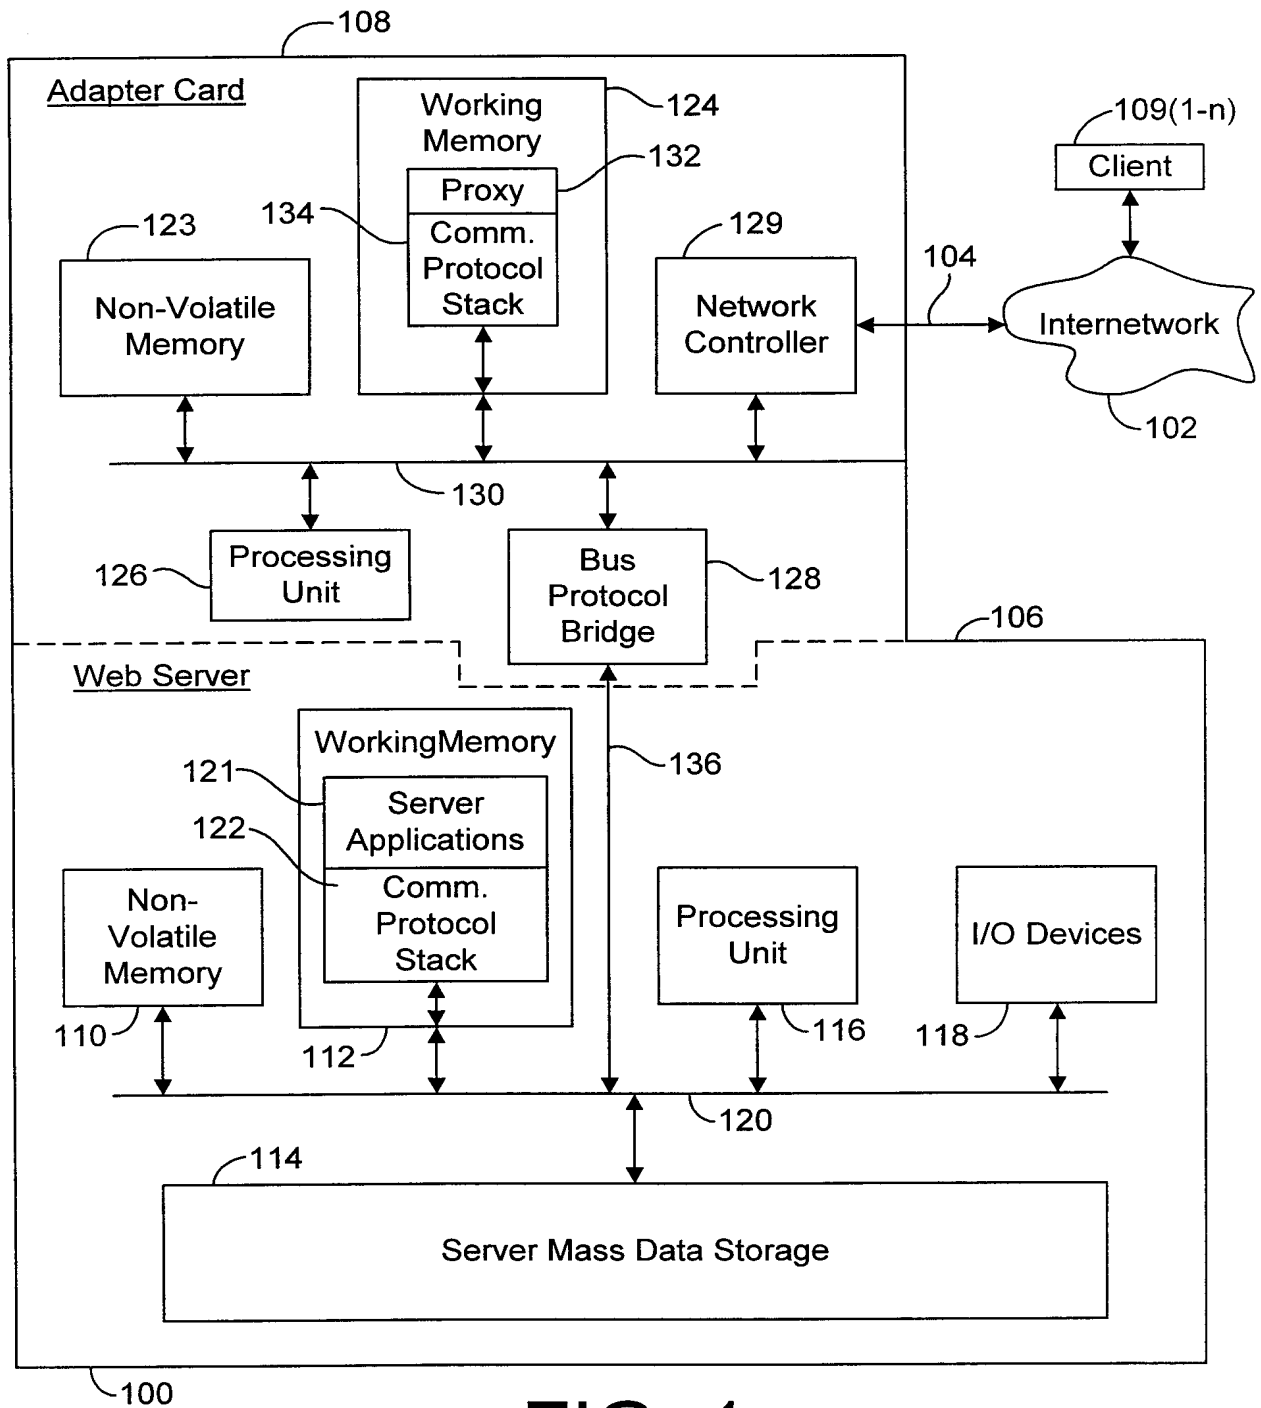 108
Adapter Card
Working
Memory
124
132
Proxy
134
Comm.
Protocol
Stack
123
Non-Volatile
Memory
129
Network
Controller
104
109(1-n)
Client
Internetwork
102
130
126
Processing
Unit
Bus
Protocol
Bridge
128
106
Web Server
WorkingMemory
136
121
Server
Applications
122
Comm.
Protocol
Stack
Non-
Volatile
Memory
110
112
Processing
Unit
116
I/O Devices
118
120
114
Server Mass Data Storage
100